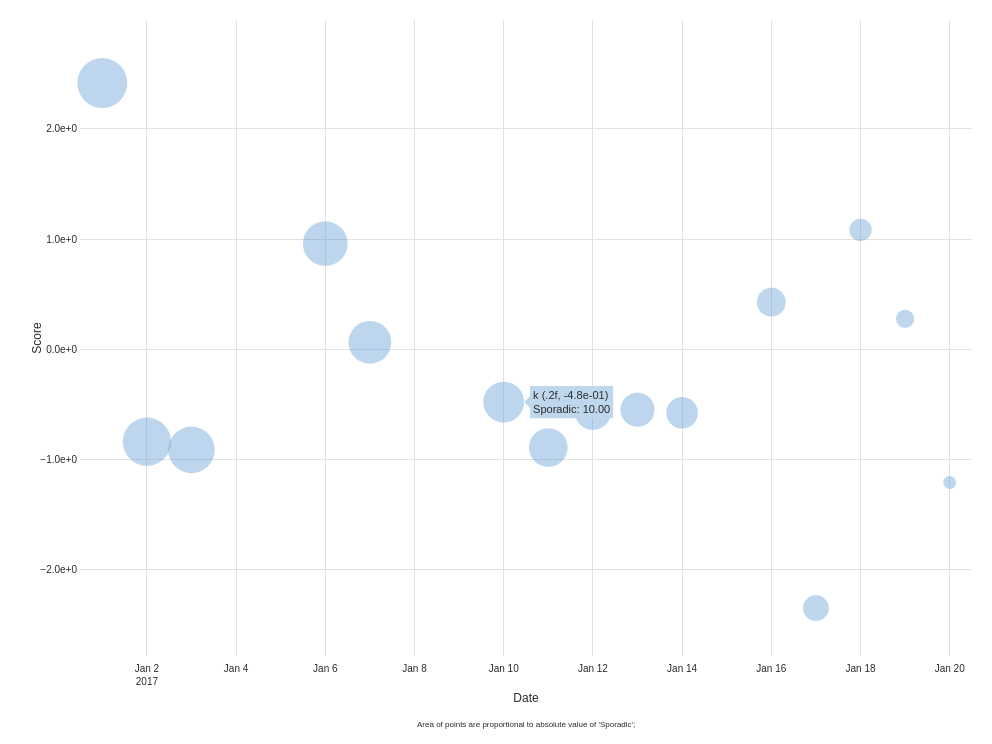 2.0e+0
1.0e+0
0.0e+0
−1.0e+0
−2.0e+0
Score
k (.2f, -4.8e-01)
Sporadic: 10.00
Jan 2 Jan 4 Jan 6 Jan 8 Jan 10 Jan 12 Jan 14 Jan 16 Jan 18 Jan 20
2017
Date
Area of points are proportional to absolute value of 'Sporadic';